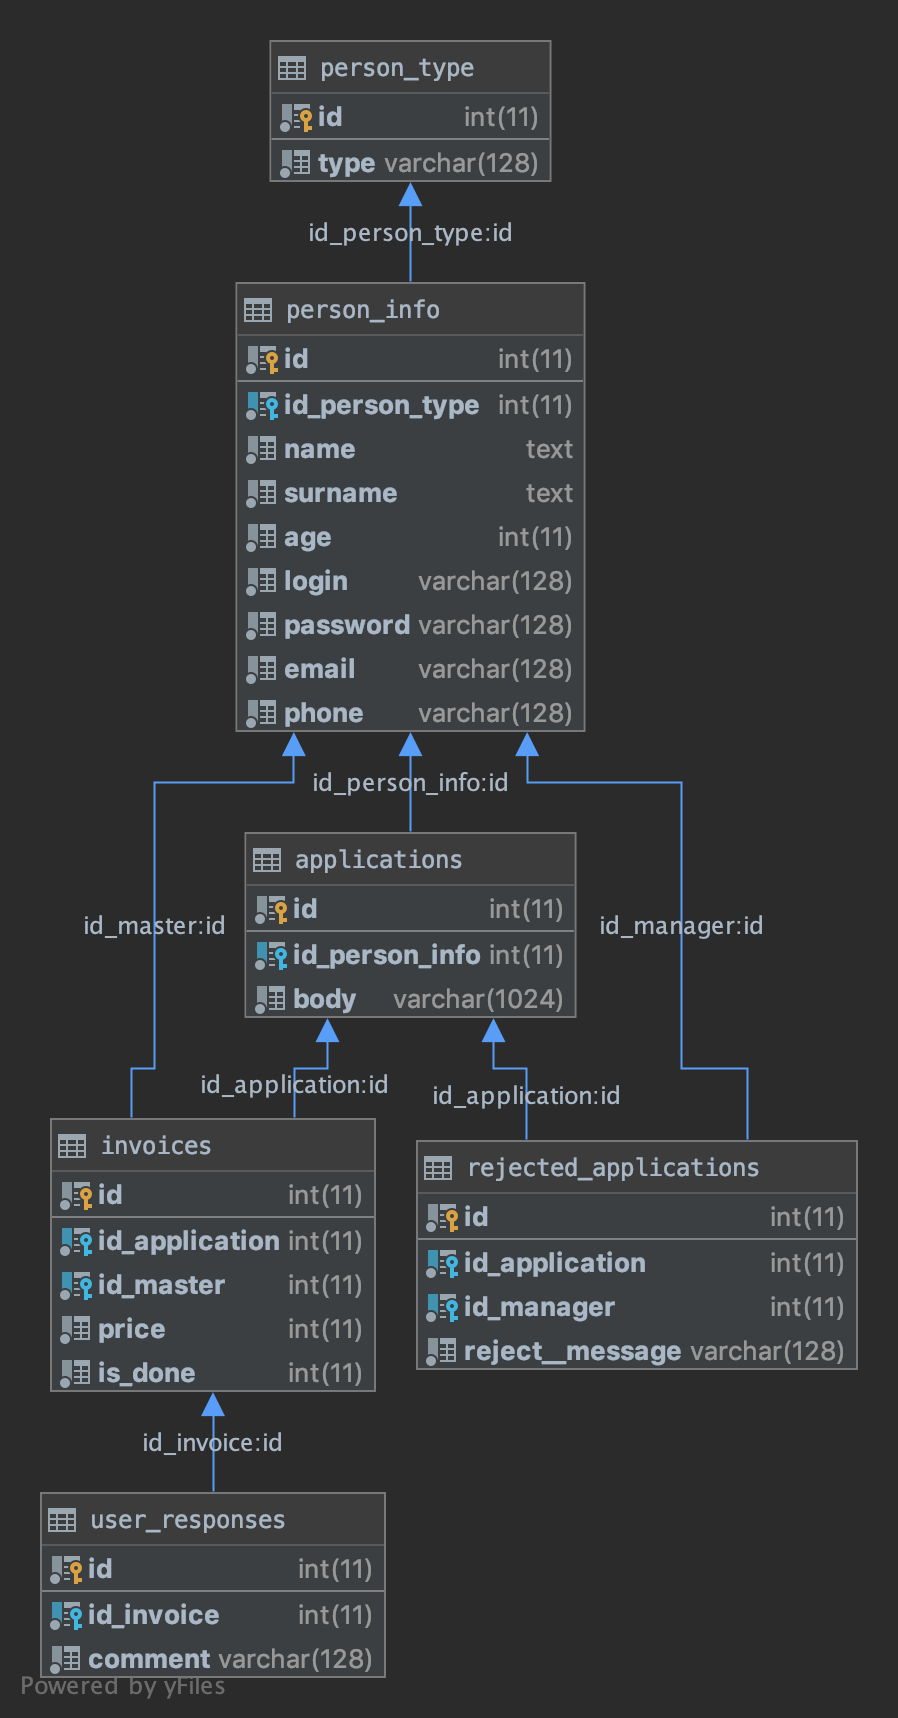 person_type
id int(11)
type varchar(128)
id_person_type:id
person_info
id int(11)
id_person_type int(11)
name text
surname text
age int(11)
login varchar(128)
password varchar(128)
email varchar(128)
phone varchar(128)
id_person_info:id
applications
id int(11)
id_master:id
id_manager:id
id_person_info int(11)
body varchar(1024)
id_application:id
id_application:id
invoices
id int(11)
id_application int(11)
id_master int(11)
price int(11)
is_done int(11)
rejected_applications
id int(11)
id_application int(11)
id_manager int(11)
reject__message varchar(128)
id_invoice:id
user_responses
id int(11)
id_invoice int(11)
comment varchar(128)
Powered by yFiles